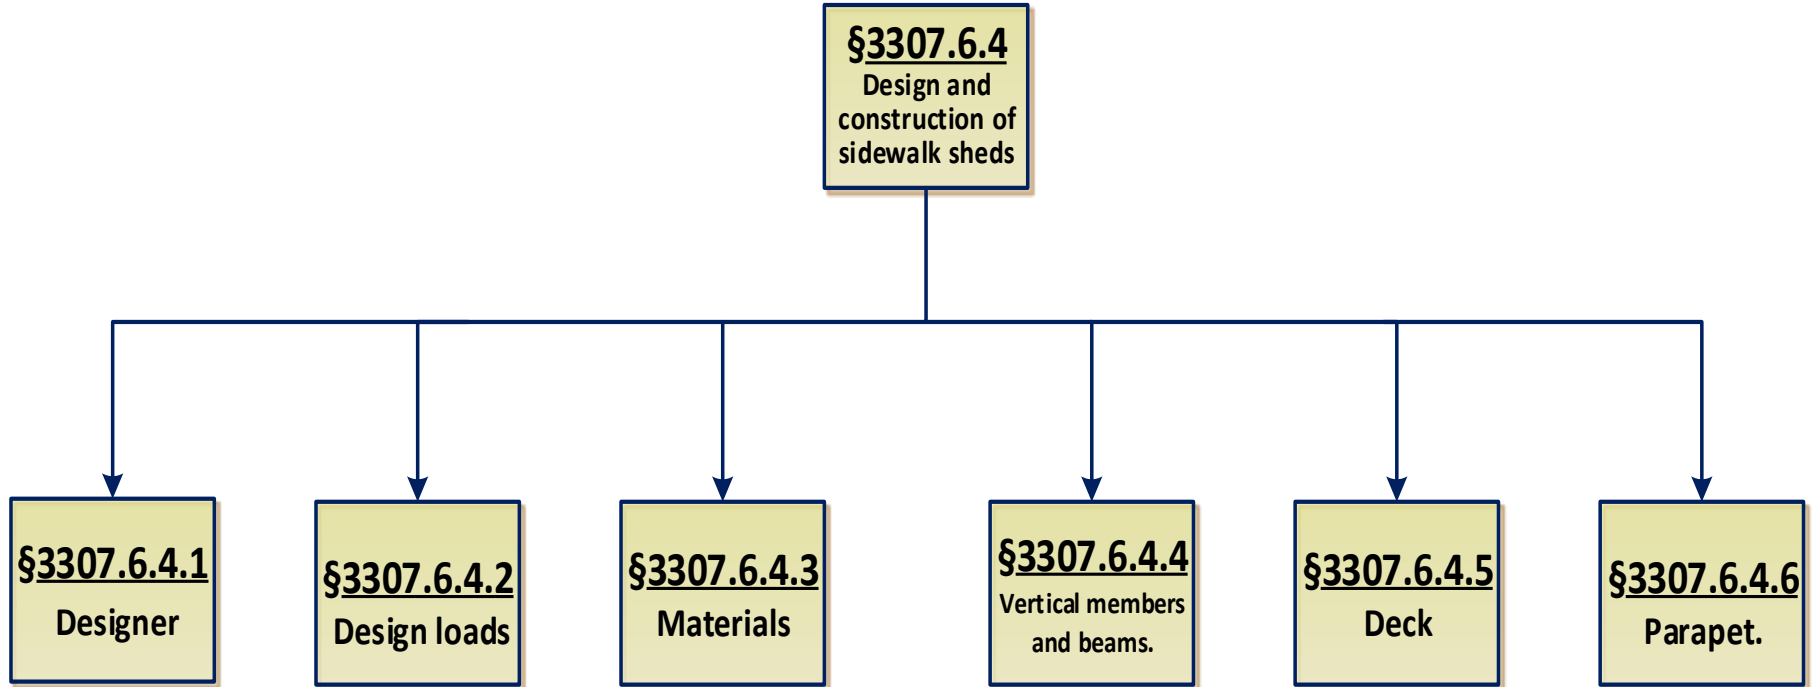 §3307.6.4
Design and
construction of
sidewalk sheds
§3307.6.4.1
Designer
§3307.6.4.2
Design loads
§3307.6.4.3
Materials
§3307.6.4.4
Vertical members
and beams.
§3307.6.4.5
Deck
§3307.6.4.6
Parapet.